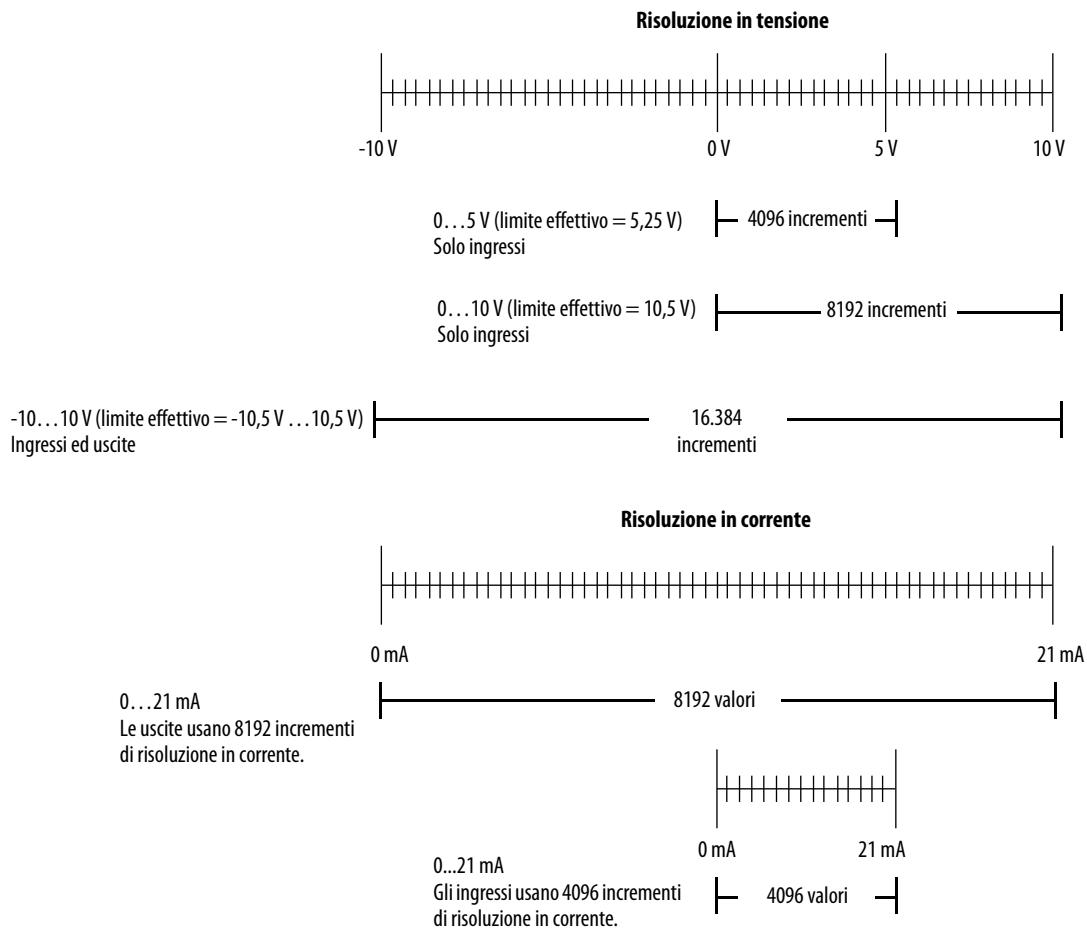 Risoluzione in tensione
-10 V
0 V
5 V
10 V
0…5 V (limite effettivo = 5,25 V)
Solo ingressi
4096 incrementi
0…10 V (limite effettivo = 10,5 V)
Solo ingressi
8192 incrementi
-10…10 V (limite effettivo = -10,5 V …10,5 V)
Ingressi ed uscite
16.384
incrementi
Risoluzione in corrente
0 mA
21 mA
0…21 mA
Le uscite usano 8192 incrementi
di risoluzione in corrente.
8192 valori
0 mA
21 mA
0...21 mA
Gli ingressi usano 4096 incrementi
di risoluzione in corrente.
4096 valori